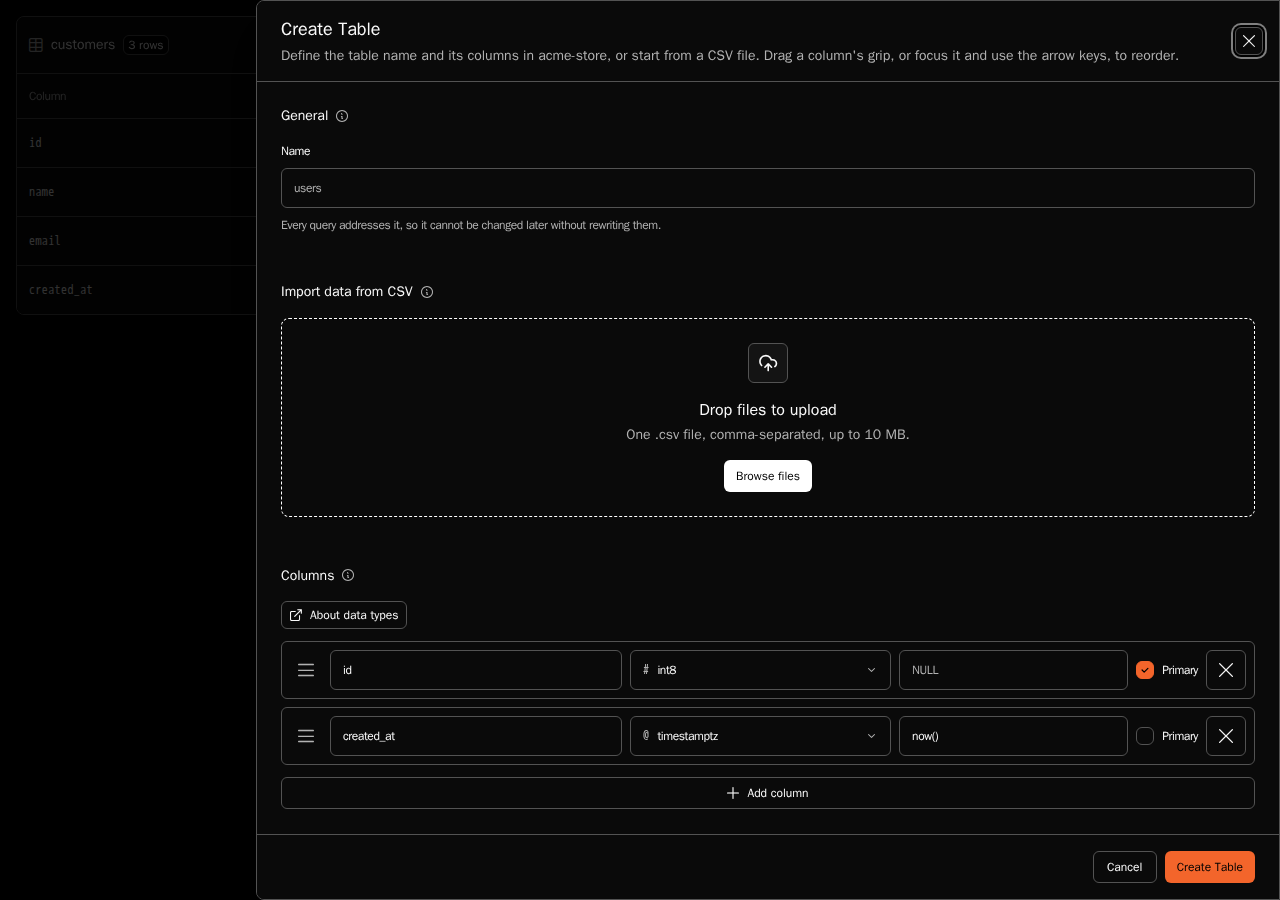 customers 3 rows
Column
id
name
email
created_at
Create Table
Define the table name and its columns in acme-store, or start from a CSV file. Drag a column's grip, or focus it and use the arrow keys, to reorder.
General
Name
users
Every query addresses it, so it cannot be changed later without rewriting them.
Import data from CSV
Drop files to upload
One .csv file, comma-separated, up to 10 MB.
Browse files
Columns
About data types
id # int8 NULL Primary
created_at @ timestamptz now() Primary
Add column
Cancel Create Table